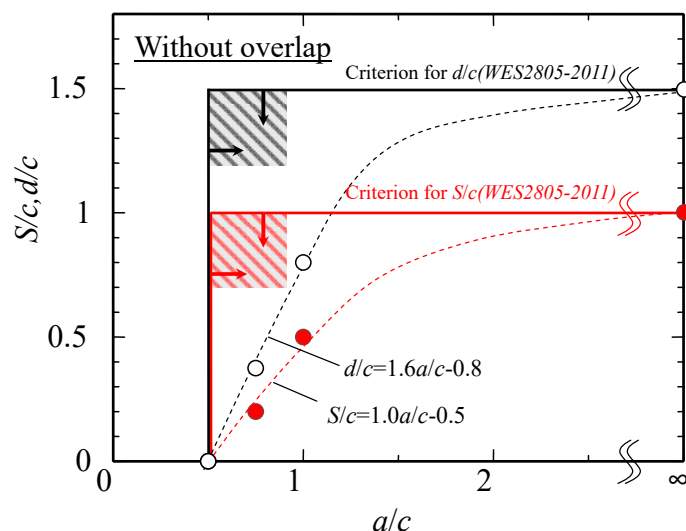 Without overlap
Criterion for d/c(WES2805-2011)
1.5
Criterion for S/c(WES2805-2011)
1
S/c,d/c
0.5
d/c=1.6a/c-0.8
S/c=1.0a/c-0.5
0
0
1
2
∞
a/c